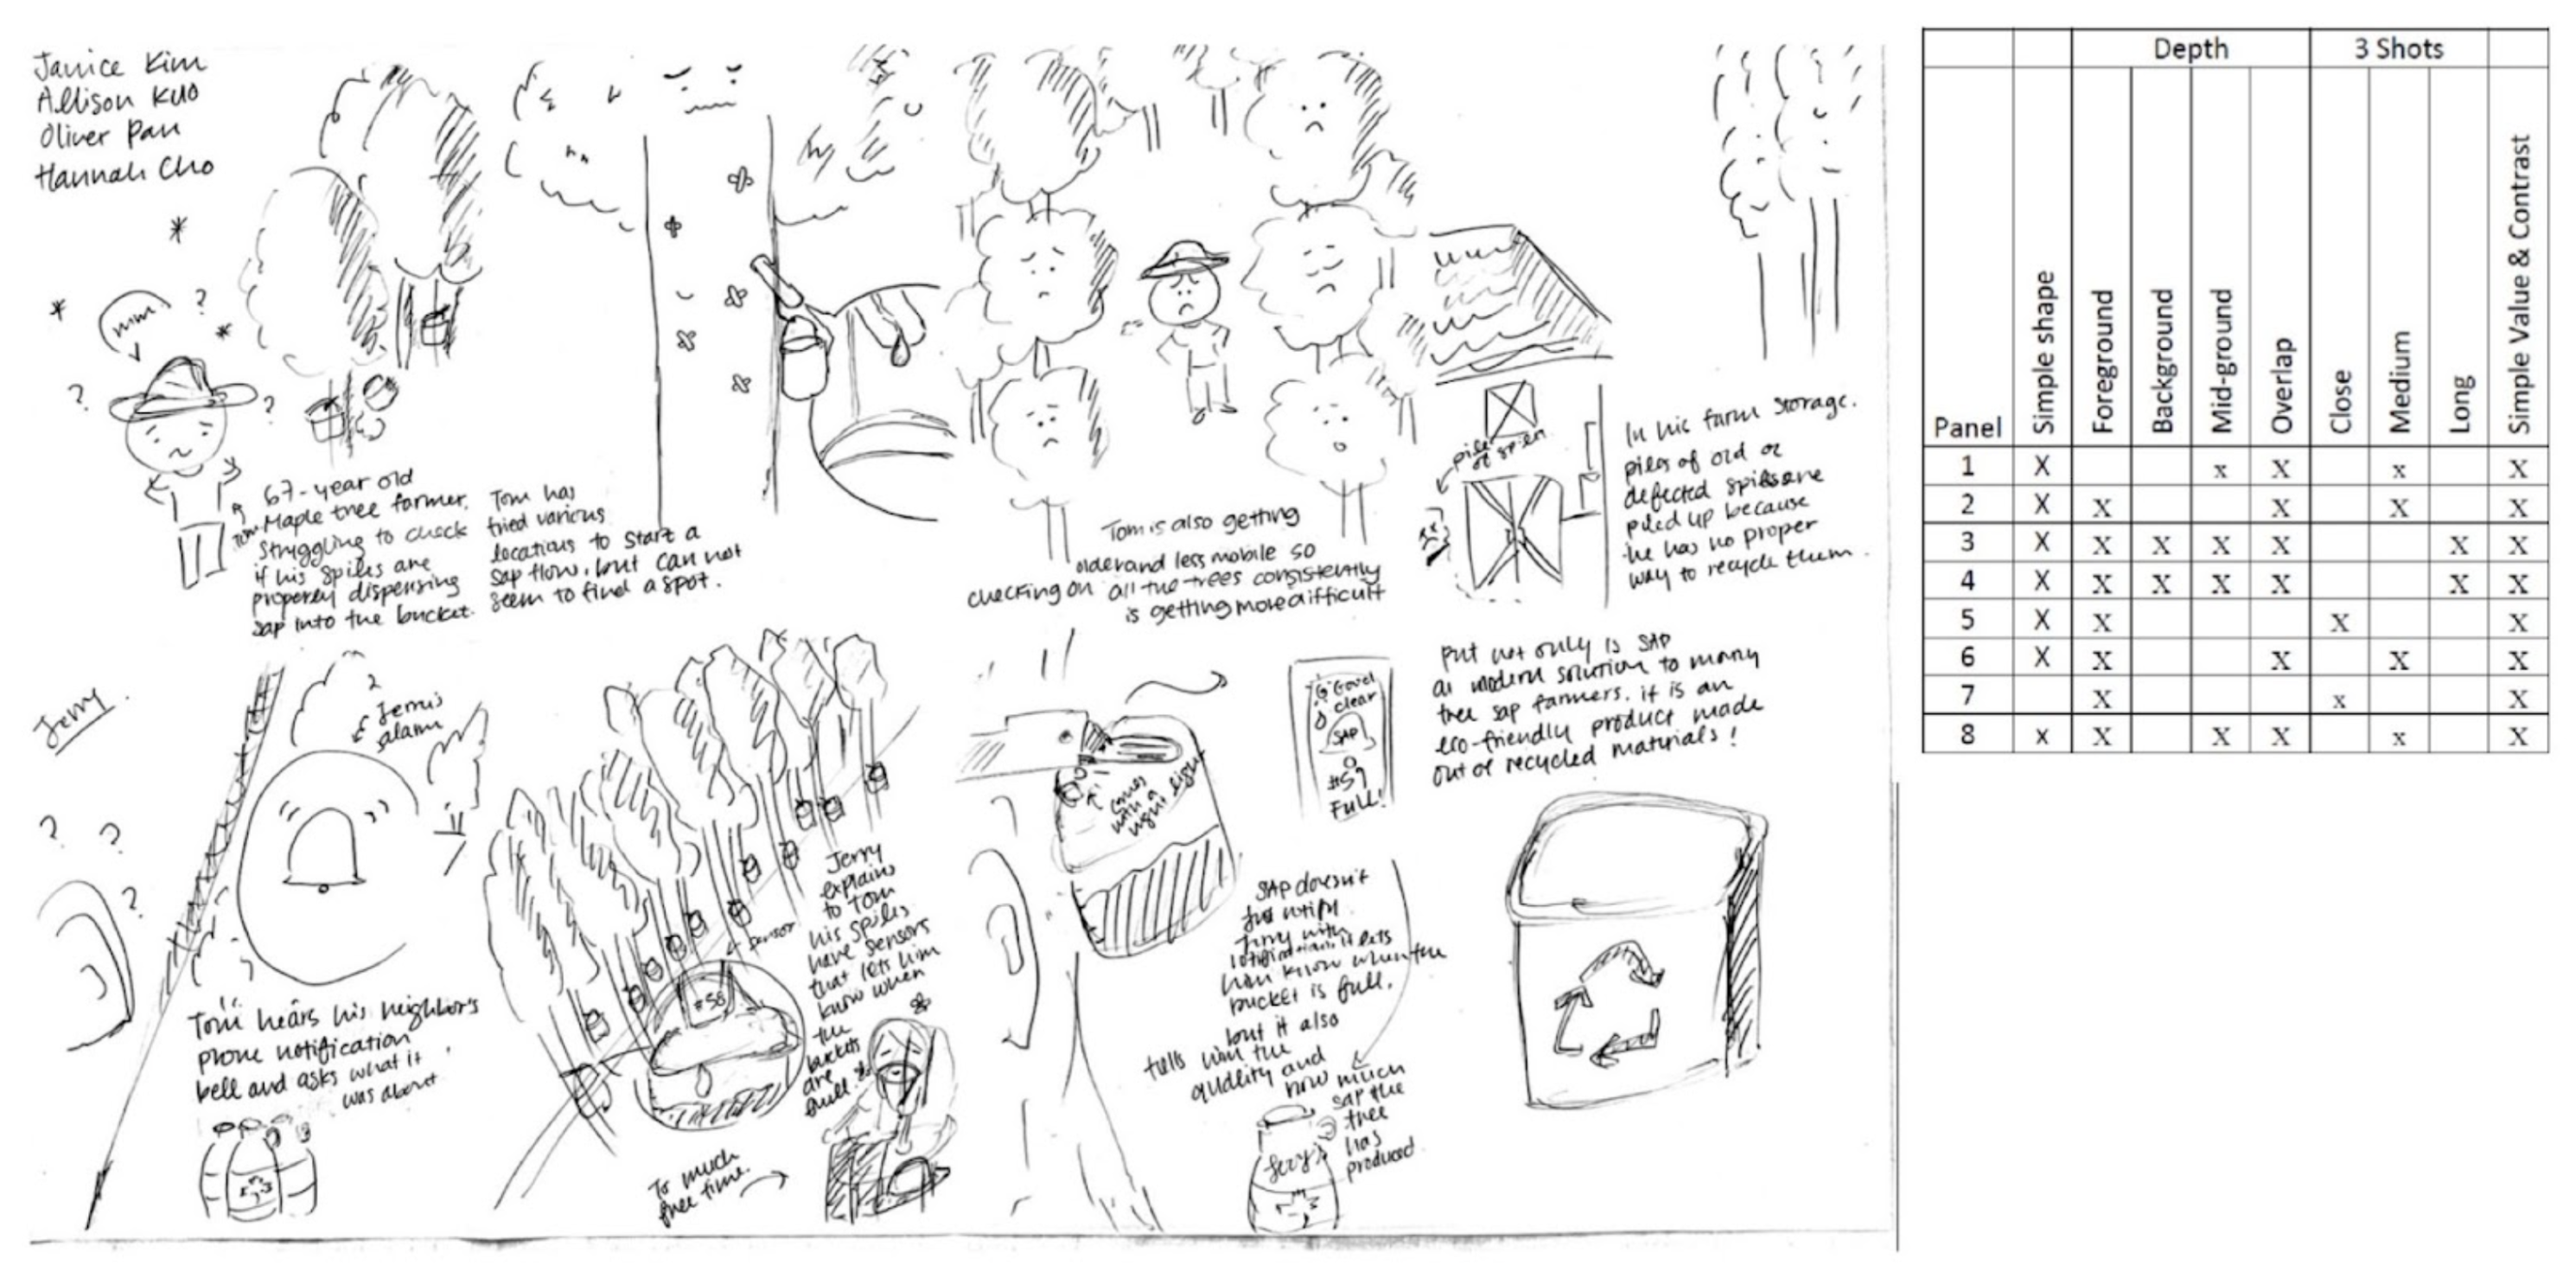 Janice Kim
Allison Kuo
Oliver Pan
Hannah Cho
mm.
?
?
?
Tom
67-year old
Maple tree farmer.
Struggling to check
if his spiles are
properly dispensing
sap into the bucket.
Tom has
tried various
locations to start a
sap flow, but can not
seem to find a spot.
Tom is also getting
older and less mobile so
checking on all the trees consistently
is getting more difficult
piles
of spiles
In his farm storage.
piles of old or
defected spiles are
piled up because
he has no proper
way to recycle them.
Jerry
?
?
?
Jerry's
alarm
Tom hears his neighbor's
phone notification
bell and asks what it
was about
sensor
#58
Jerry
explains
to Tom
his spiles
have sensors
that lets him
know when
the
buckets
are
full
To much
free time.
comes
with a
light
Good
clear
SAP
#59
Full!
SAP doesn't
just notify
Jerry with
it lets
him know when the
bucket is full,
but it also
tells him the
quality and
how much
sap the
tree
has
produced
Jerry's
But not only is SAP
a modern solution to many
tree sap farmers. it is an
eco-friendly product made
out of recycled materials!
Depth 3 Shots
Panel Simple shape Foreground Background Mid-ground Overlap Close Medium Long Simple Value & Contrast
1 X x X x X
2 X X X X X
3 X X X X X X X
4 X X X X X X X
5 X X X X
6 X X X X X
7 X x X
8 x X X X x X